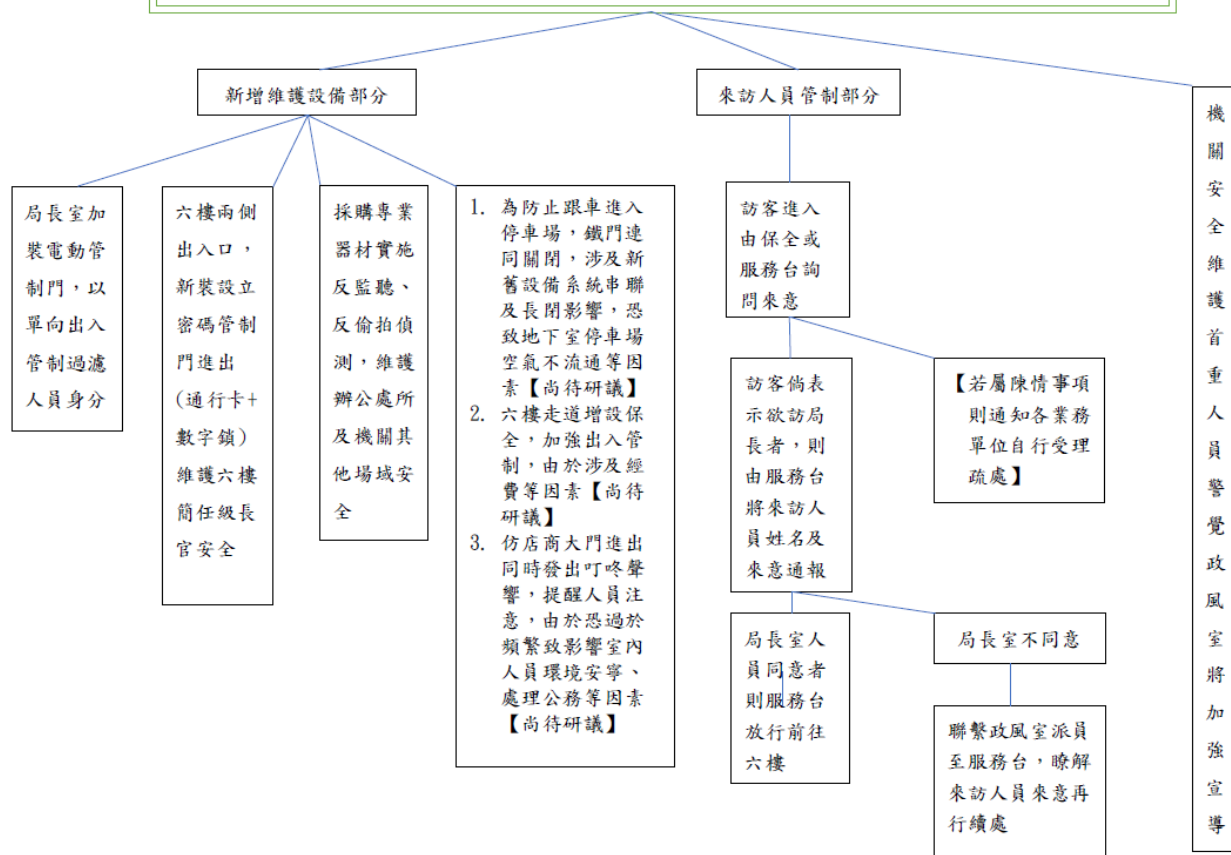 新增維護設備部分
來訪人員管制部分
局長室加
裝電動管
制門，以
單向出入
管制過濾
人員身分
六樓兩側
出入口，
新裝設立
密碼管制
門進出
(通行卡+
數字鎖)
維護六樓
簡任級長
官安全
採購專業
器材實施
反監聽、
反偷拍偵
測，維護
辦公處所
及機關其
他場域安
全
1. 為防止跟車進入
停車場，鐵門連
同關閉，涉及新
舊設備系統串聯
及長閉影響，恐
致地下室停車場
空氣不流通等因
素【尚待研議】
2. 六樓走道增設保
全，加強出入管
制，由於涉及經
費等因素【尚待
研議】
3. 仿店商大門進出
同時發出叮咚聲
響，提醒人員注
意，由於恐過於
頻繁致影響室內
人員環境安寧、
處理公務等因素
【尚待研議】
訪客進入
由保全或
服務台詢
問來意
訪客倘表
示欲訪局
長者，則
由服務台
將來訪人
員姓名及
來意通報
【若屬陳情事項
則通知各業務
單位自行受理
疏處】
局長室人
員同意者
則服務台
放行前往
六樓
局長室不同意
聯繫政風室派員
至服務台，瞭解
來訪人員來意再
行續處
機關安全維護首重人員警覺政風室將加強宣導